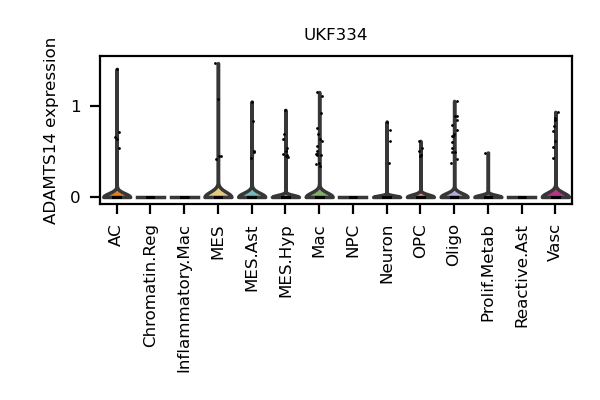 UKF334
ADAMTS14 expression
1
0
AC
Chromatin.Reg
Inflammatory.Mac
MES
MES.Ast
MES.Hyp
Mac
NPC
Neuron
OPC
Oligo
Prolif.Metab
Reactive.Ast
Vasc